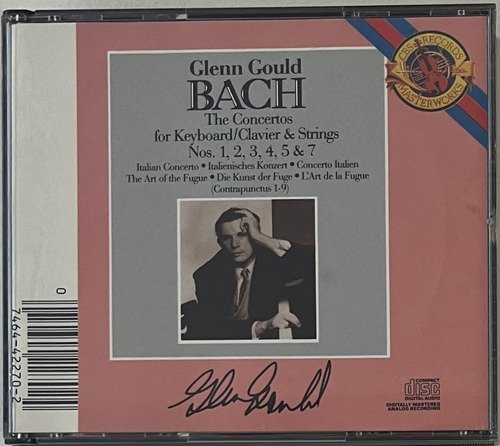 Glenn Gould
BACH
The Concertos
for Keyboard/Clavier & Strings
Nos. 1, 2, 3, 4, 5 & 7
Italian Concerto • Italienisches Konzert • Concerto Italien
The Art of the Fugue • Die Kunst der Fuge • L'Art de la Fugue
(Contrapunctus 1-9)
CBS RECORDS
MASTERWORKS
0
7464-42270-2
Glenn Gould
COMPACT
disc
DIGITAL AUDIO
DIGITALLY MASTERED
ANALOG RECORDING